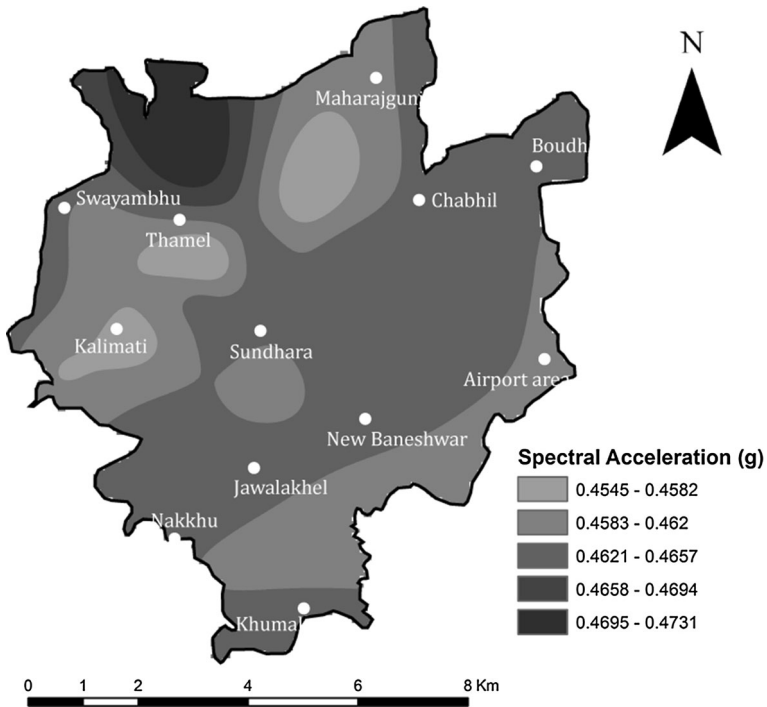 N
Maharajgunj
Boudh
Swayambhu
Chabhil
Thamel
Kalimati
Sundhara
Airport area
New Baneshwar
Jawalakhel
Nakkhu
Khumal
Spectral Acceleration (g)
0.4545 - 0.4582
0.4583 - 0.462
0.4621 - 0.4657
0.4658 - 0.4694
0.4695 - 0.4731
0 1 2 4 6 8 Km